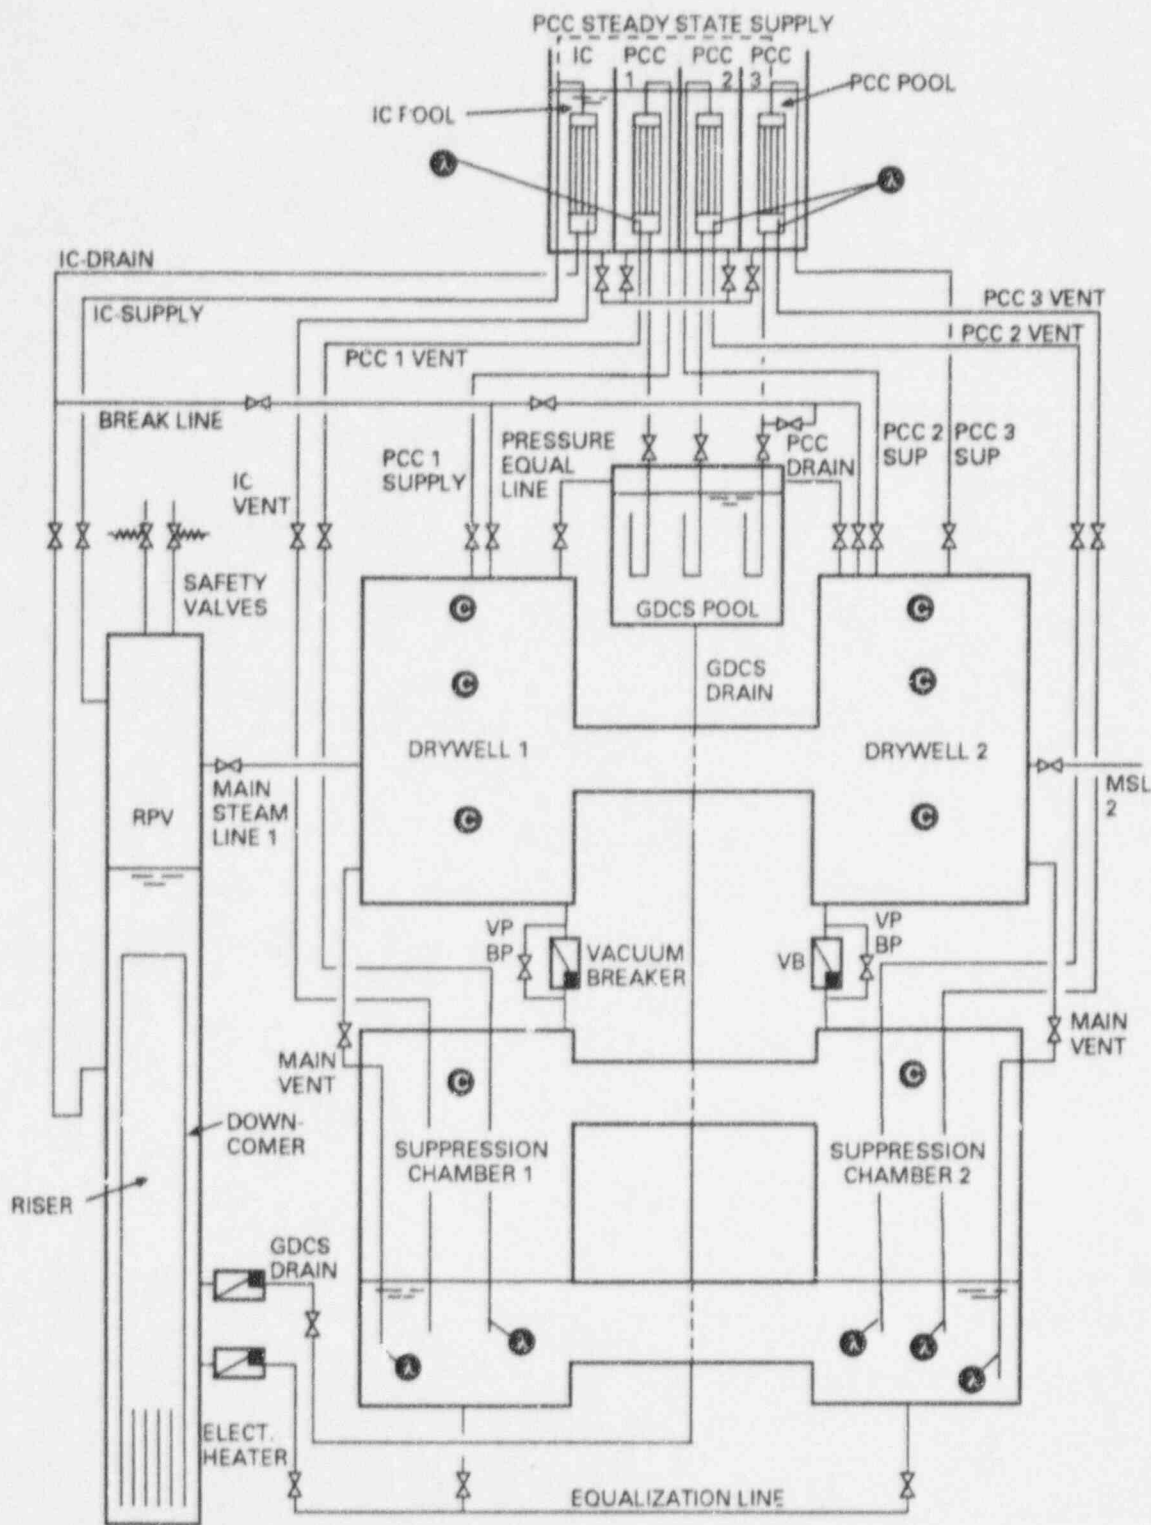 PCC STEADY STATE SUPPLY
IC
PCC
1
PCC
2
PCC
3
PCC POOL
IC POOL
λ
λ
IC-DRAIN
IC-SUPPLY
PCC 3 VENT
PCC 2 VENT
PCC 1 VENT
BREAK LINE
PRESSURE
EQUAL
LINE
PCC
DRAIN
PCC 2
SUP
PCC 3
SUP
PCC 1
SUPPLY
IC
VENT
SAFETY
VALVES
C
C
GDCS POOL
GDCS
DRAIN
C
C
DRYWELL 1
DRYWELL 2
MAIN
STEAM
LINE 1
MSL
2
RPV
C
C
VP
BP
VACUUM
BREAKER
VB
VP
BP
MAIN
VENT
MAIN
VENT
C
C
DOWN-
COMER
SUPPRESSION
CHAMBER 1
SUPPRESSION
CHAMBER 2
RISER
GDCS
DRAIN
λ
λ
λ
λ
λ
ELECT.
HEATER
EQUALIZATION LINE